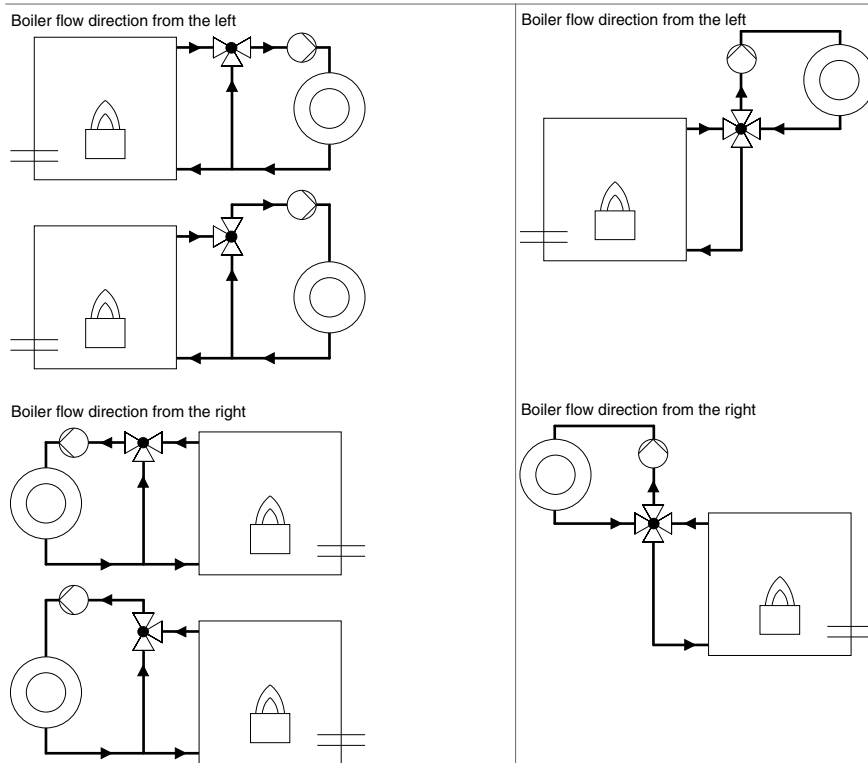 Boiler flow direction from the left
Boiler flow direction from the left
Boiler flow direction from the right
Boiler flow direction from the right